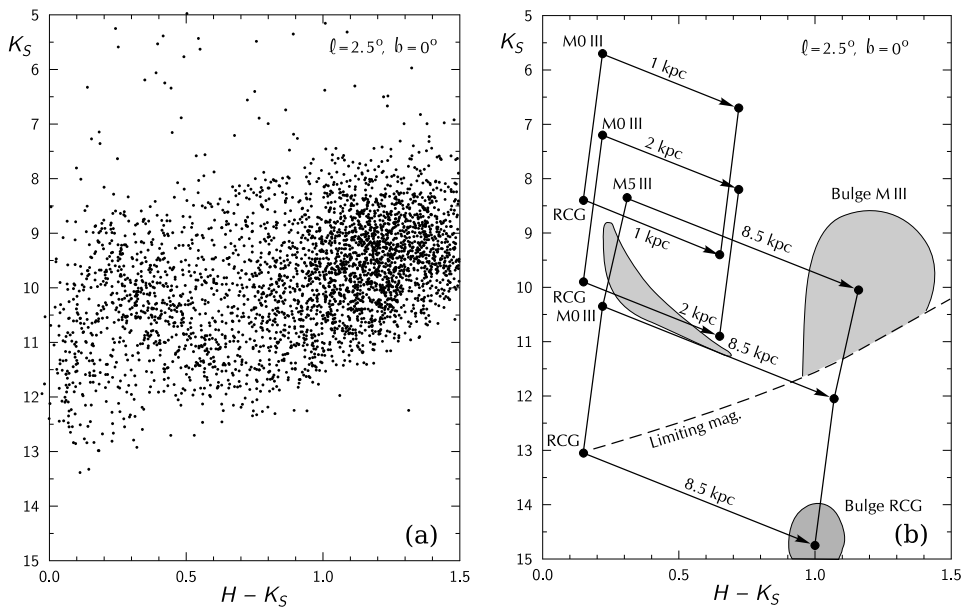 5
6
7
8
9
10
11
12
13
14
15
K_S
ℓ=2.5°, b=0°
(a)
0.0
0.5
1.0
1.5
H − K_S
5
6
7
8
9
10
11
12
13
14
15
K_S
ℓ=2.5°, b=0°
M0 III
1 kpc
M0 III
2 kpc
M5 III
Bulge M III
RCG
1 kpc
8.5 kpc
RCG
M0 III
2 kpc
8.5 kpc
Limiting mag.
RCG
8.5 kpc
Bulge RCG
(b)
0.0
0.5
1.0
1.5
H − K_S